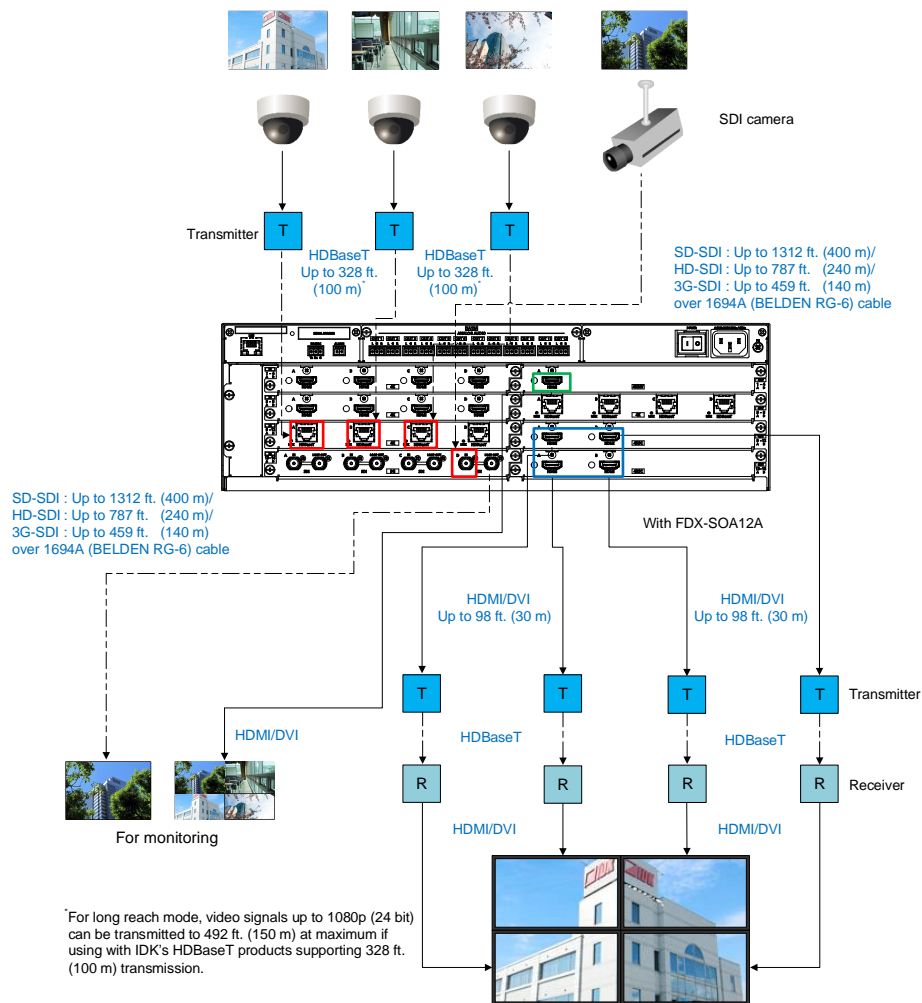 SDI camera
Transmitter
T
T
T
HDBaseT
Up to 328 ft.
(100 m)*
HDBaseT
Up to 328 ft.
(100 m)*
SD-SDI : Up to 1312 ft. (400 m)/
HD-SDI : Up to 787 ft. (240 m)/
3G-SDI : Up to 459 ft. (140 m)
over 1694A (BELDEN RG-6) cable
SD-SDI : Up to 1312 ft. (400 m)/
HD-SDI : Up to 787 ft. (240 m)/
3G-SDI : Up to 459 ft. (140 m)
over 1694A (BELDEN RG-6) cable
With FDX-SOA12A
HDMI/DVI
Up to 98 ft. (30 m)
HDMI/DVI
Up to 98 ft. (30 m)
T
T
T
T
Transmitter
HDMI/DVI
HDBaseT
HDBaseT
R
R
R
R
Receiver
For monitoring
HDMI/DVI
HDMI/DVI
*For long reach mode, video signals up to 1080p (24 bit)
can be transmitted to 492 ft. (150 m) at maximum if
using with IDK's HDBaseT products supporting 328 ft.
(100 m) transmission.